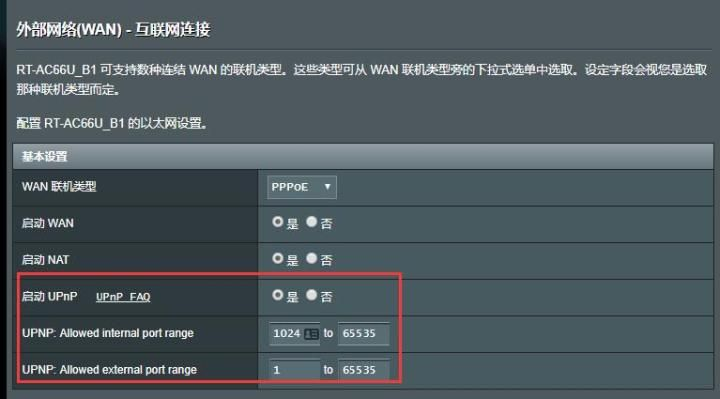 外部网络(WAN) - 互联网连接
RT-AC66U_B1 可支持数种连结 WAN 的联机类型。这些类型可从 WAN 联机类型旁的下拉式选单中选取。设定字段会视您是选取
那种联机类型而定。
配置 RT-AC66U_B1 的以太网设置。
基本设置
WAN 联机类型 PPPoE
启动 WAN 是 否
启动 NAT 是 否
启动 UPnP UPnP FAQ 是 否
UPNP: Allowed internal port range 1024 to 65535
UPNP: Allowed external port range 1 to 65535